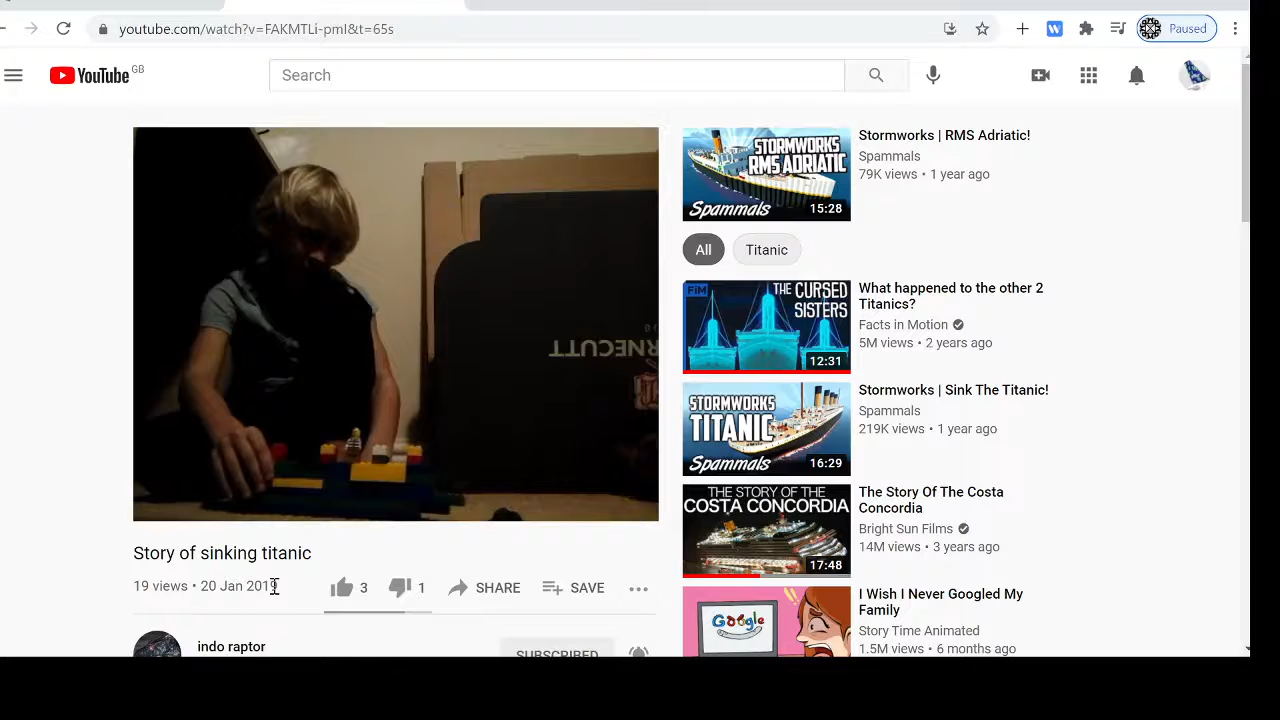 youtube.com/watch?v=FAKMTLi-pmI&t=65s
Paused
YouTube GB
Search
Stormworks | RMS Adriatic!
Spammals
79K views • 1 year ago
STORMWORKS
RMS ADRIATIC
Spammals
15:28
All
Titanic
THE CURSED
SISTERS
FiM
12:31
What happened to the other 2
Titanics?
Facts in Motion
5M views • 2 years ago
STORMWORKS
TITANIC
Spammals
16:29
Stormworks | Sink The Titanic!
Spammals
219K views • 1 year ago
THE STORY OF THE
COSTA CONCORDIA
17:48
The Story Of The Costa
Concordia
Bright Sun Films
14M views • 3 years ago
Google
I Wish I Never Googled My
Family
Story Time Animated
1.5M views • 6 months ago
Story of sinking titanic
19 views • 20 Jan 2019
3
1
SHARE
SAVE
indo raptor
SUBSCRIBED